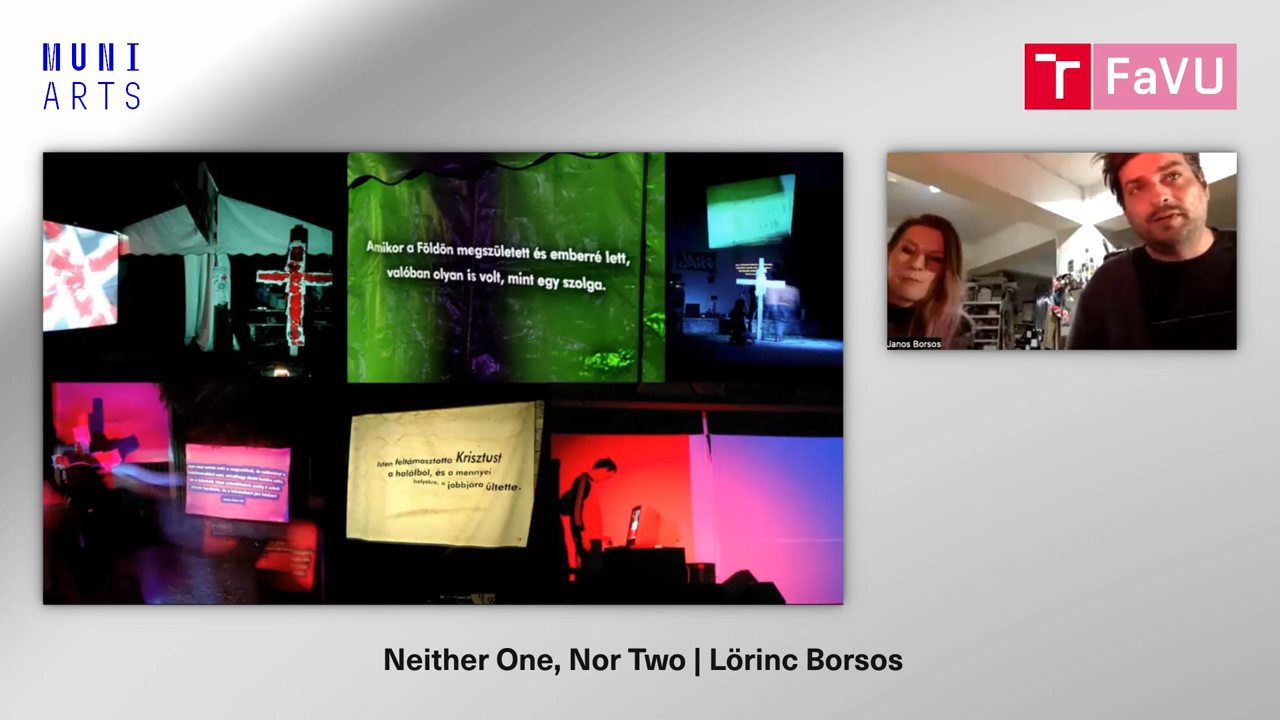 MUNI
ARTS
FaVU
Amikor a Földön megszületett és emberré lett,
valóban olyan is volt, mint egy szolga.
Isten feltámasztotta Krisztust
a halálból, és a mennyei
helyekre, a jobbjára ültette.
Janos Borsos
Neither One, Nor Two | Lörinc Borsos